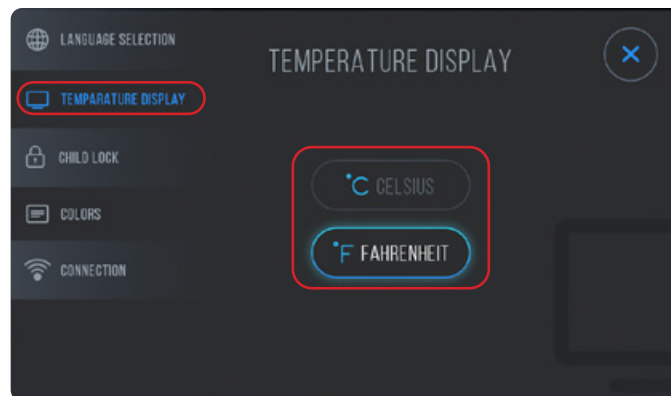 LANGUAGE SELECTION
TEMPERATURE DISPLAY
TEMPARATURE DISPLAY
CHILD LOCK
°C CELSIUS
COLORS
°F FAHRENHEIT
CONNECTION